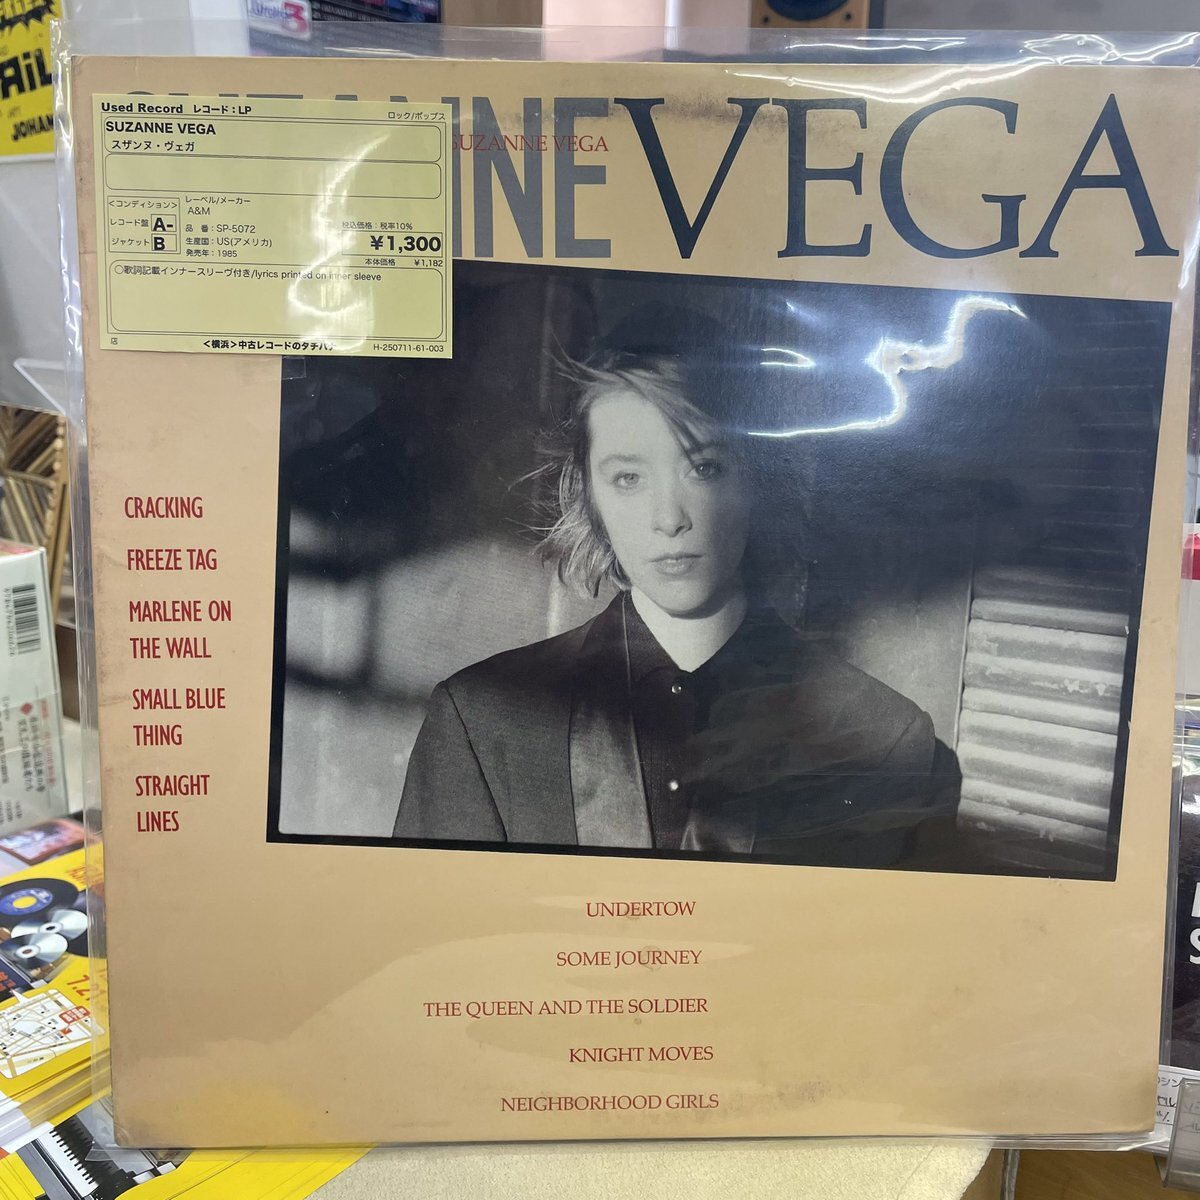 Used Record レコード:LP
ロック/ポップス
SUZANNE VEGA
スザンヌ・ヴェガ
<コンディション>
レコード盤 A-
ジャケット B
レーベル/メーカー
A&M
品 番:SP-5072
生産国:US(アメリカ)
発売年:1985
税込価格:税率10%
¥1,300
本体価格 ¥1,182
○歌詞記載インナースリーヴ付き/lyrics printed on inner sleeve
店
<横浜>中古レコードのタチバナ
H-250711-61-003
VEGA
SUZANNE VEGA
CRACKING
FREEZE TAG
MARLENE ON
THE WALL
SMALL BLUE
THING
STRAIGHT
LINES
UNDERTOW
SOME JOURNEY
THE QUEEN AND THE SOLDIER
KNIGHT MOVES
NEIGHBORHOOD GIRLS